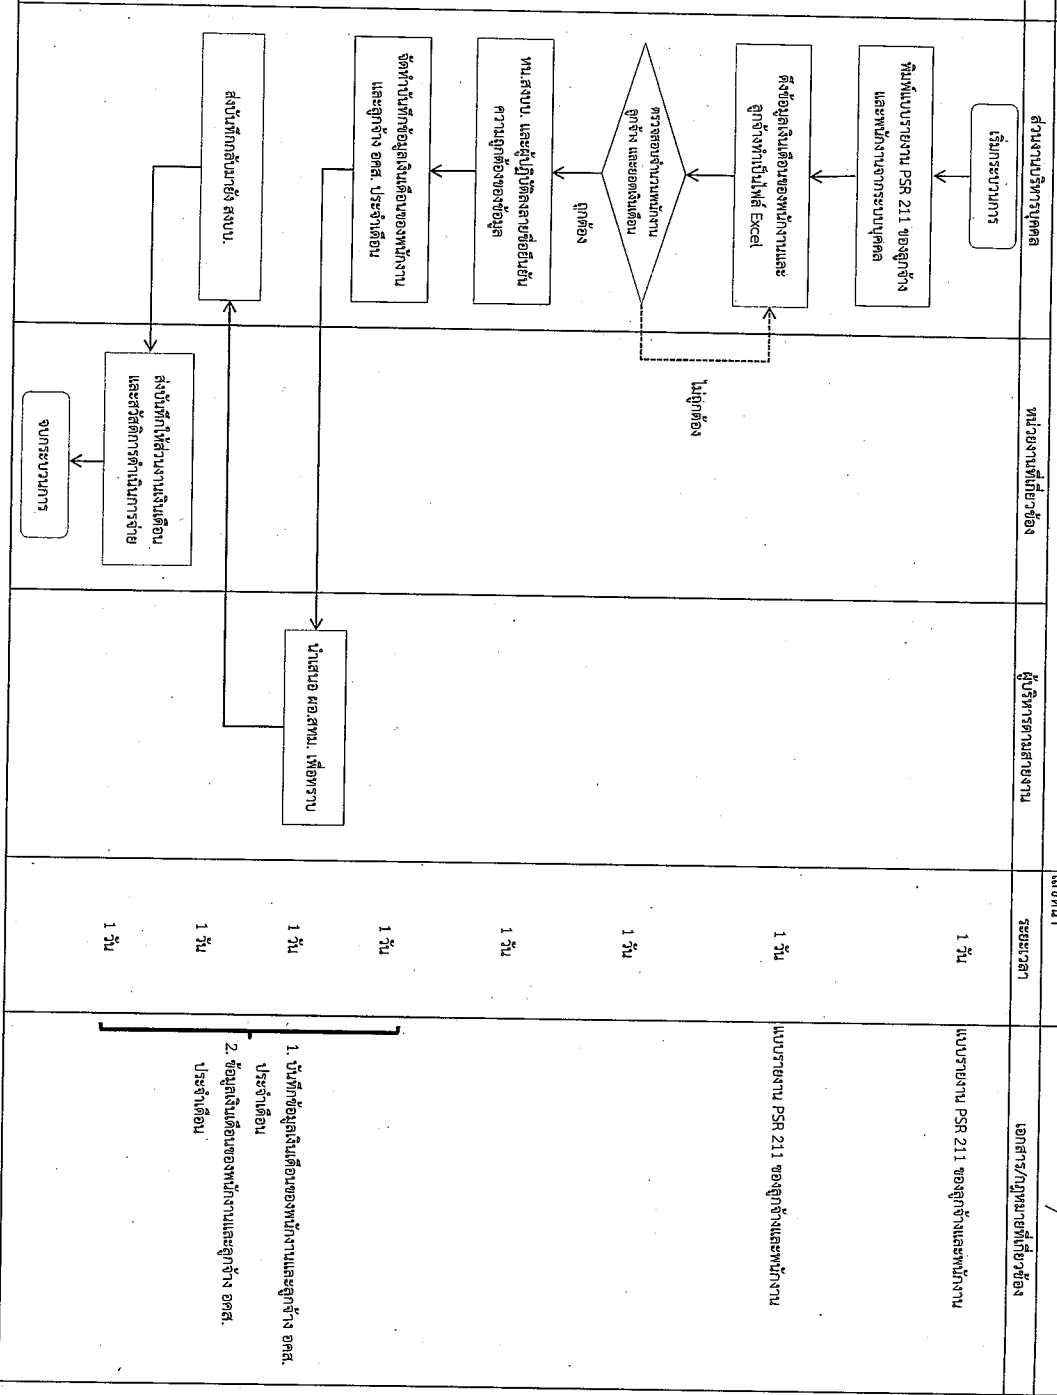 ส่วนงานบริหารบุคคล
หน่วยงานที่เกี่ยวข้อง
ผู้บริหารตามสายงาน
ระยะเวลา
เอกสาร/กฎหมายที่เกี่ยวข้อง
เริ่มกระบวนการ
พิมพ์แบบรายงาน PSR 211 ของลูกจ้าง
และพนักงานจากระบบบุคคล
1 วัน
แบบรายงาน PSR 211 ของลูกจ้างและพนักงาน
ดึงข้อมูลเงินเดือนของพนักงานและ
ลูกจ้างทำเป็นไฟล์ Excel
1 วัน
แบบรายงาน PSR 211 ของลูกจ้างและพนักงาน
ไม่ถูกต้อง
ตรวจสอบจำนวนพนักงาน
ลูกจ้าง และยอดเงินเดือน
1 วัน
ถูกต้อง
หน.สงบบ. และผู้ปฏิบัติลงลายชื่อยืนยัน
ความถูกต้องของข้อมูล
1 วัน
จัดทำบันทึกข้อมูลเงินเดือนของพนักงาน
และลูกจ้าง อคส. ประจำเดือน
1 วัน
นำเสนอ ผอ.สทม. เพื่อทราบ
1 วัน
1. บันทึกข้อมูลเงินเดือนของพนักงานและลูกจ้าง อคส.
ประจำเดือน
2. ข้อมูลเงินเดือนของพนักงานและลูกจ้าง อคส.
ประจำเดือน
ส่งบันทึกกลับมายัง สงบบ.
1 วัน
ส่งบันทึกให้ส่วนงานเงินเดือน
และสวัสดิการดำเนินการจ่าย
1 วัน
จบกระบวนการ